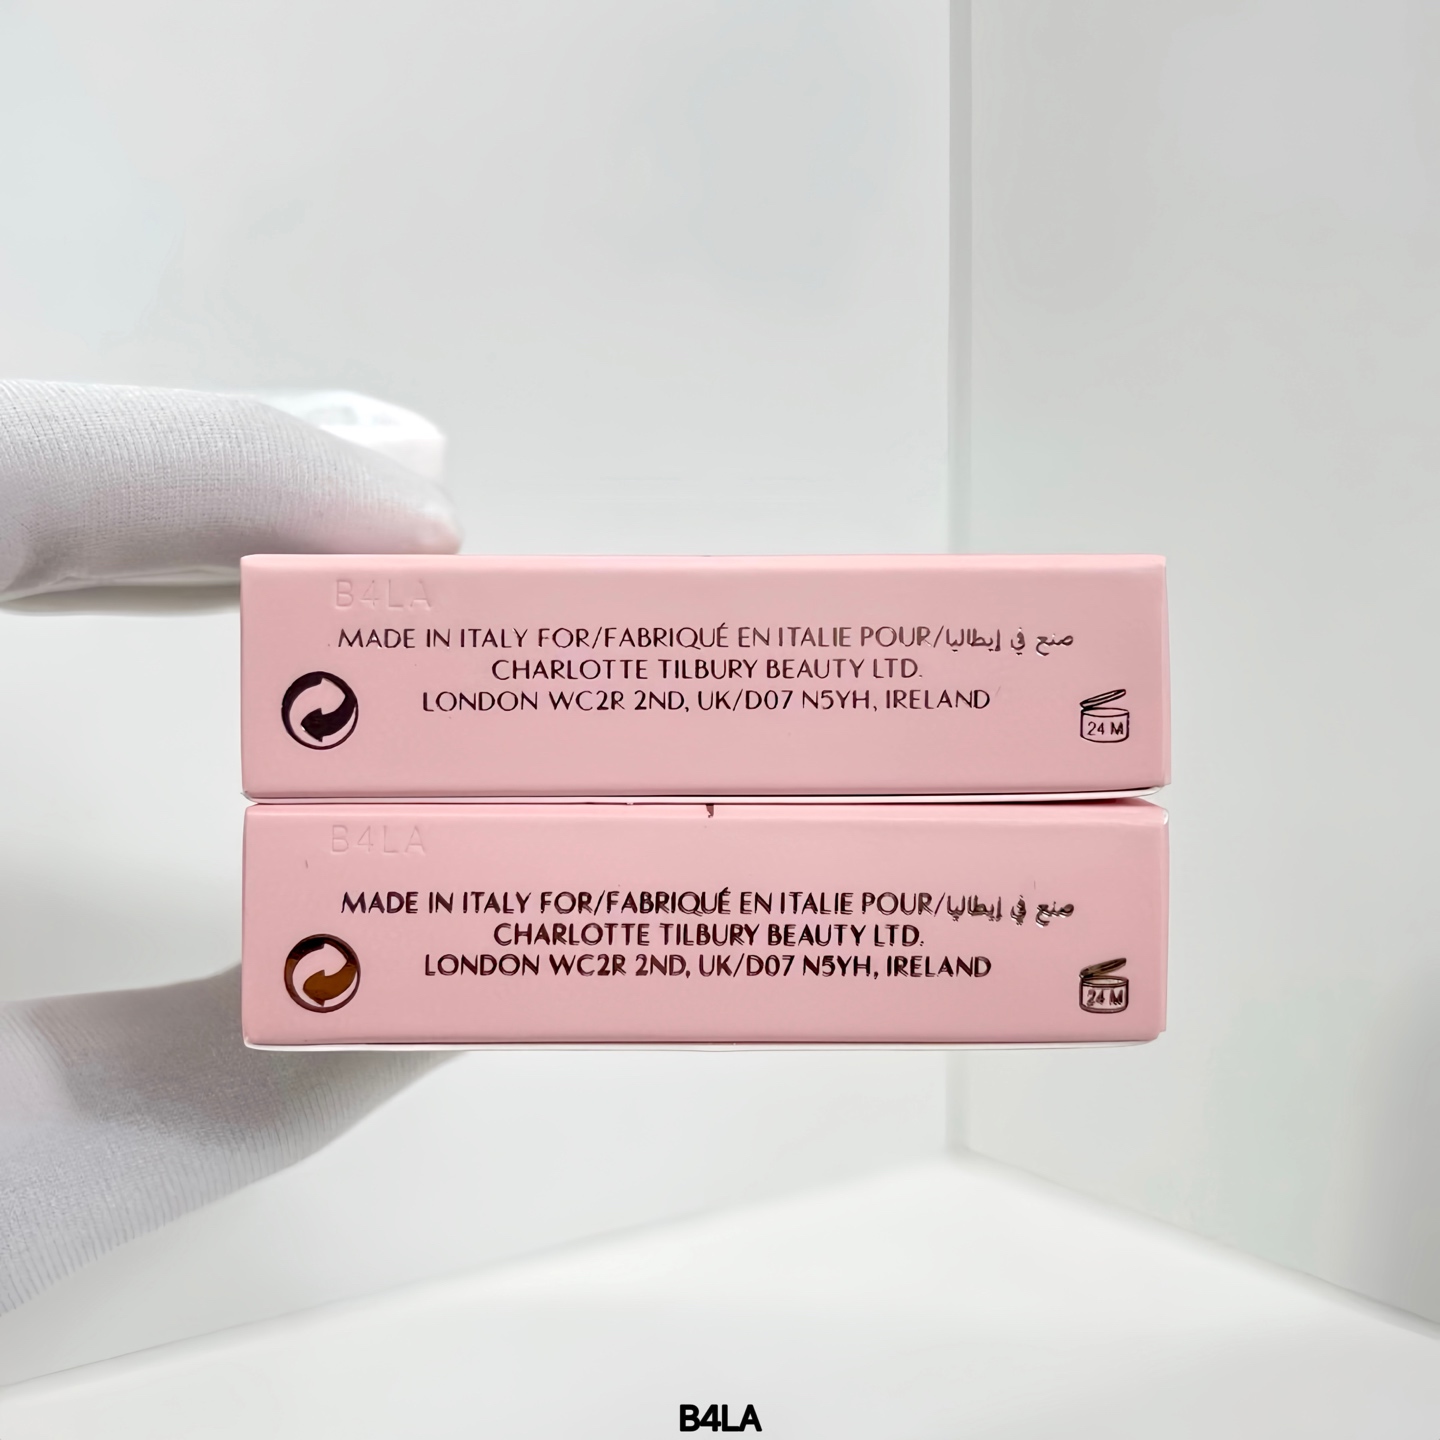 B4LA
MADE IN ITALY FOR/FABRIQUÉ EN ITALIE POUR/صنع في إيطاليا
CHARLOTTE TILBURY BEAUTY LTD.
LONDON WC2R 2ND, UK/D07 N5YH, IRELAND
24 M
B4LA
MADE IN ITALY FOR/FABRIQUÉ EN ITALIE POUR/صنع في إيطاليا
CHARLOTTE TILBURY BEAUTY LTD.
LONDON WC2R 2ND, UK/D07 N5YH, IRELAND
24 M
B4LA